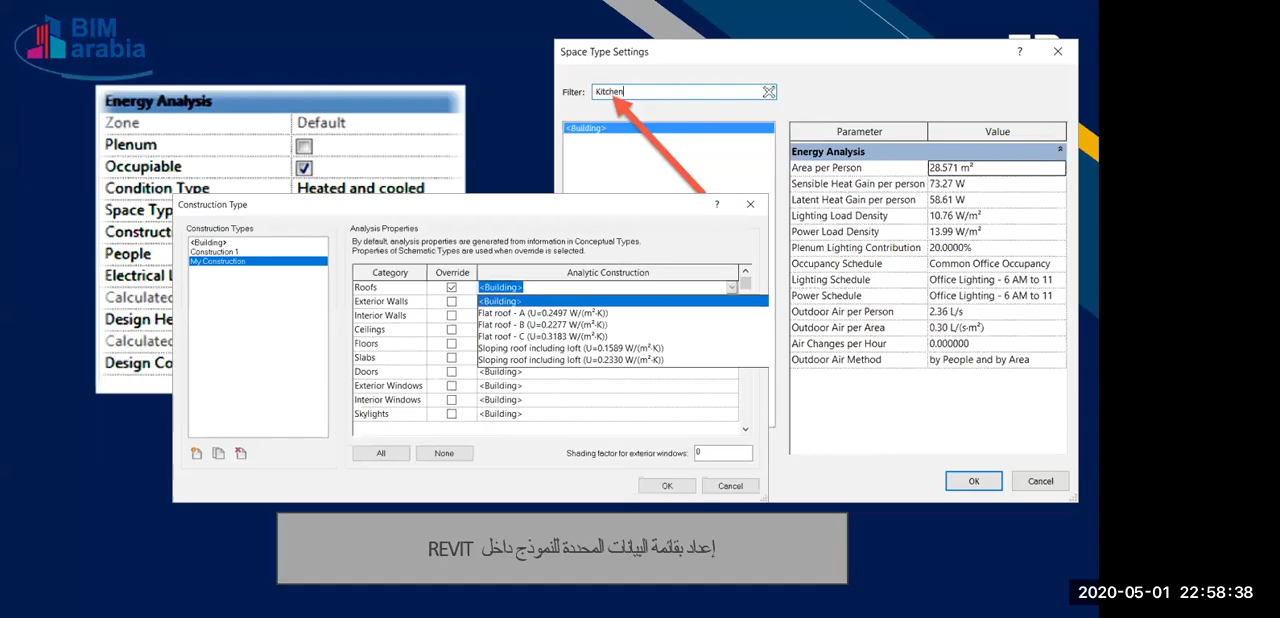 BIM
arabia
Energy Analysis
Zone Default
Plenum
Occupiable
Condition Type Heated and cooled
Space Typ
Construct
People
Electrical L
Calculated
Design He
Calculated
Design Co
Space Type Settings
Filter: Kitchen
<Building>
Parameter Value
Energy Analysis
Area per Person 28.571 m²
Sensible Heat Gain per person 73.27 W
Latent Heat Gain per person 58.61 W
Lighting Load Density 10.76 W/m²
Power Load Density 13.99 W/m²
Plenum Lighting Contribution 20.0000%
Occupancy Schedule Common Office Occupancy
Lighting Schedule Office Lighting - 6 AM to 11
Power Schedule Office Lighting - 6 AM to 11
Outdoor Air per Person 2.36 L/s
Outdoor Air per Area 0.30 L/(s·m²)
Air Changes per Hour 0.000000
Outdoor Air Method by People and by Area
OK Cancel
Construction Type
Construction Types
<Building>
Construction 1
My Construction
Analysis Properties
By default, analysis properties are generated from information in Conceptual Types.
Properties of Schematic Types are used when override is selected.
Category Override Analytic Construction
Roofs <Building>
Exterior Walls <Building>
Interior Walls Flat roof - A (U=0.2497 W/(m²·K))
Flat roof - B (U=0.2277 W/(m²·K))
Ceilings Flat roof - C (U=0.3183 W/(m²·K))
Floors Sloping roof including loft (U=0.1589 W/(m²·K))
Slabs Sloping roof including loft (U=0.2330 W/(m²·K))
Doors <Building>
Exterior Windows <Building>
Interior Windows <Building>
Skylights <Building>
All None Shading factor for exterior windows: 0
OK Cancel
إعداد بقائمة البيانات المحددة للنموذج داخل REVIT
2020-05-01 22:58:38